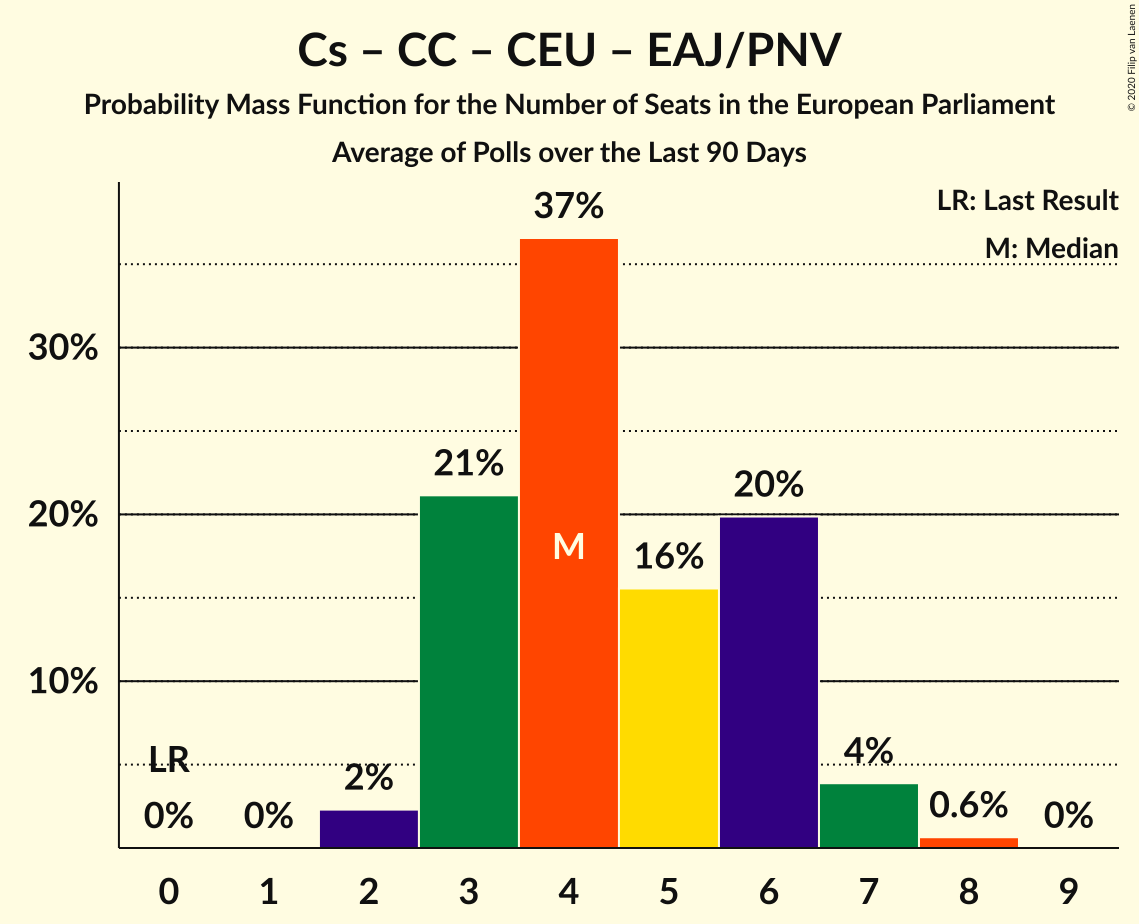 Cs – CC – CEU – EAJ/PNV
Probability Mass Function for the Number of Seats in the European Parliament
Average of Polls over the Last 90 Days
© 2020 Filip van Laenen
LR: Last Result
M: Median
37%
30%
21%
20%
20%
M
16%
10%
LR
4%
2%
0.6%
0%
0%
0%
0 1 2 3 4 5 6 7 8 9